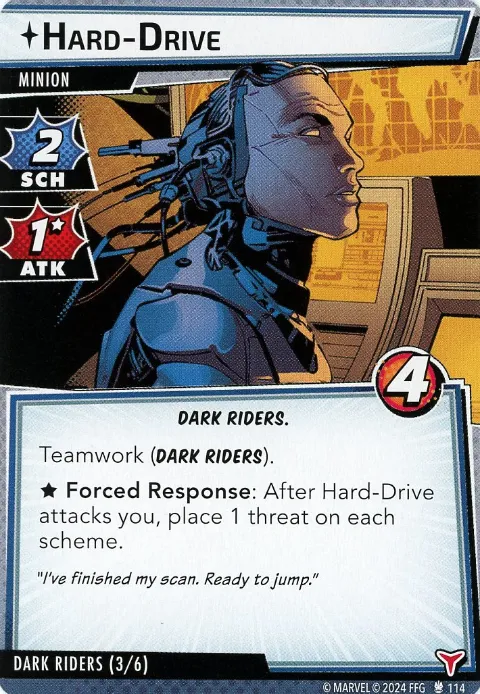 Hard-Drive
MINION
2
SCH
1★
ATK
4
DARK RIDERS.
Teamwork (DARK RIDERS).
★ Forced Response: After Hard-Drive
attacks you, place 1 threat on each
scheme.
"I've finished my scan. Ready to jump."
DARK RIDERS (3/6)
© MARVEL © 2024 FFG 114